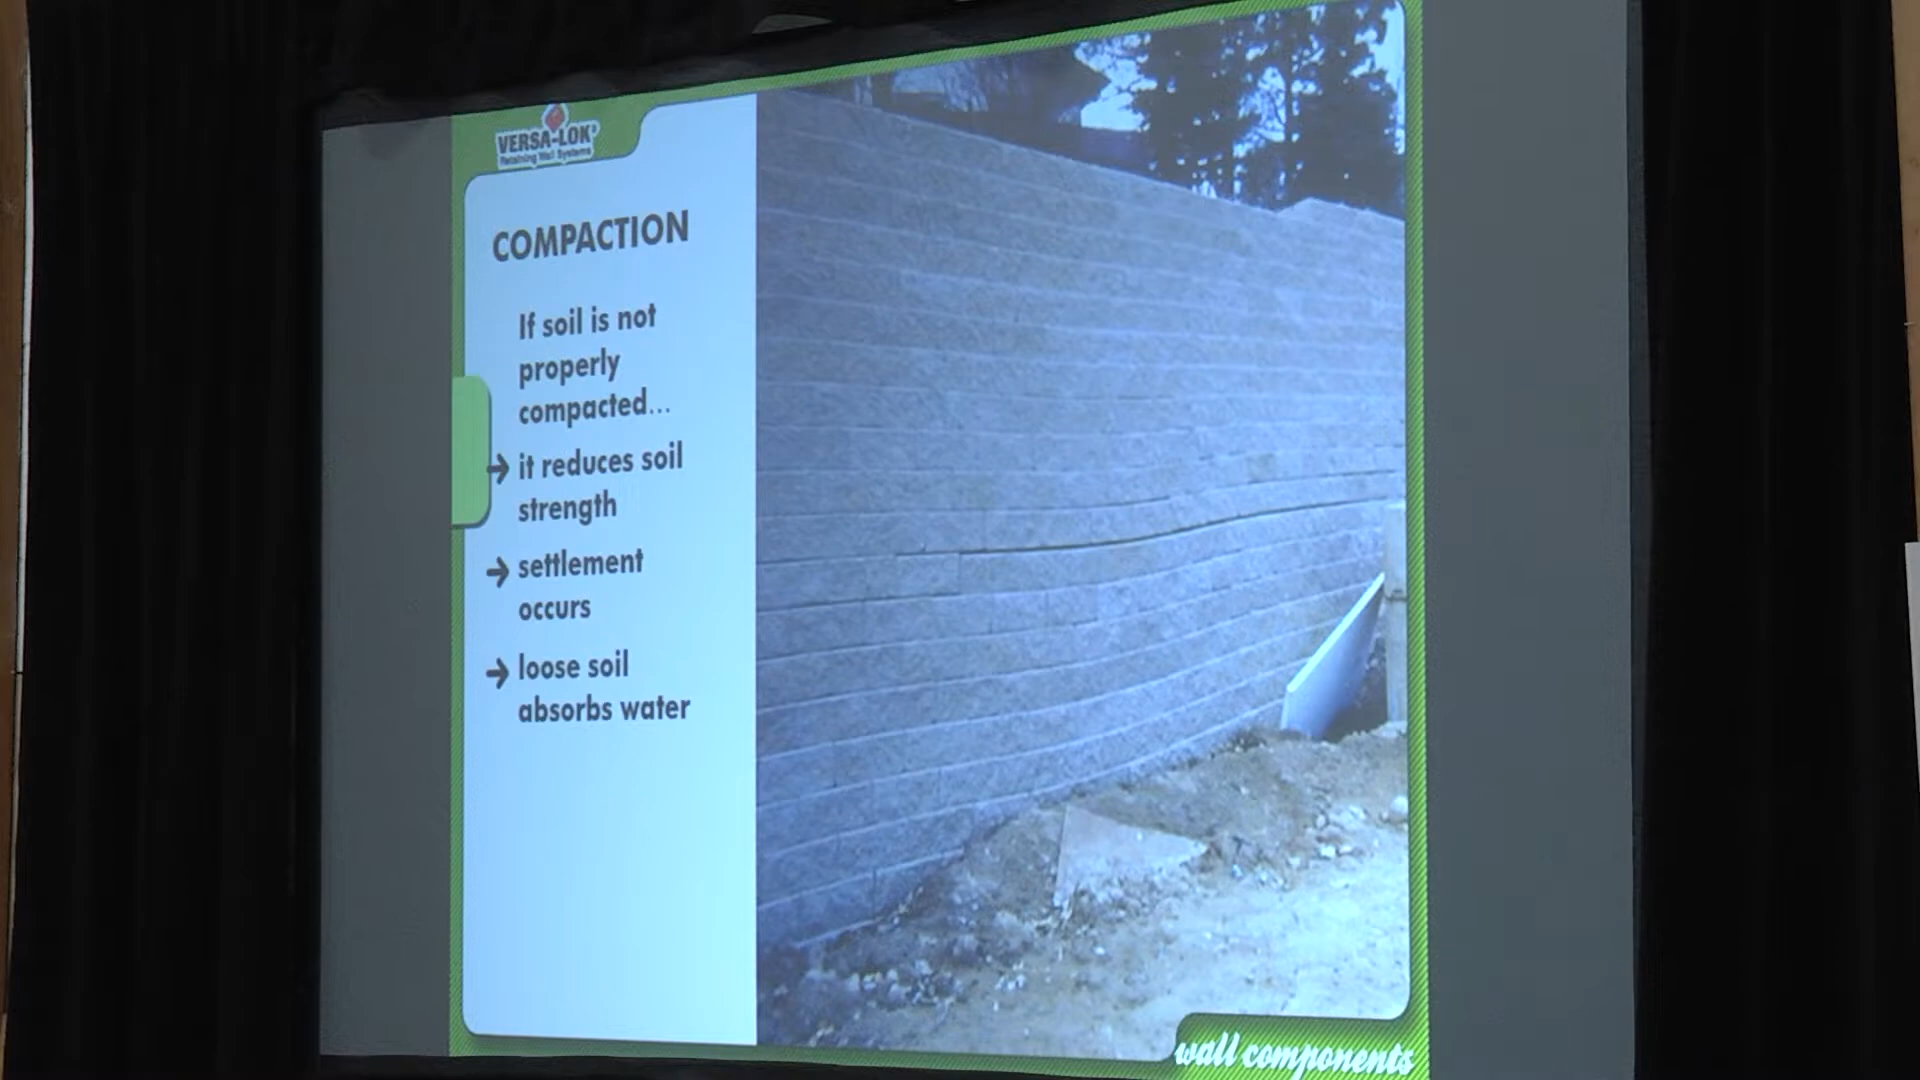 VERSA-LOK®
Retaining Wall Systems
COMPACTION
If soil is not
properly
compacted...
→ it reduces soil
strength
→ settlement
occurs
→ loose soil
absorbs water
wall components